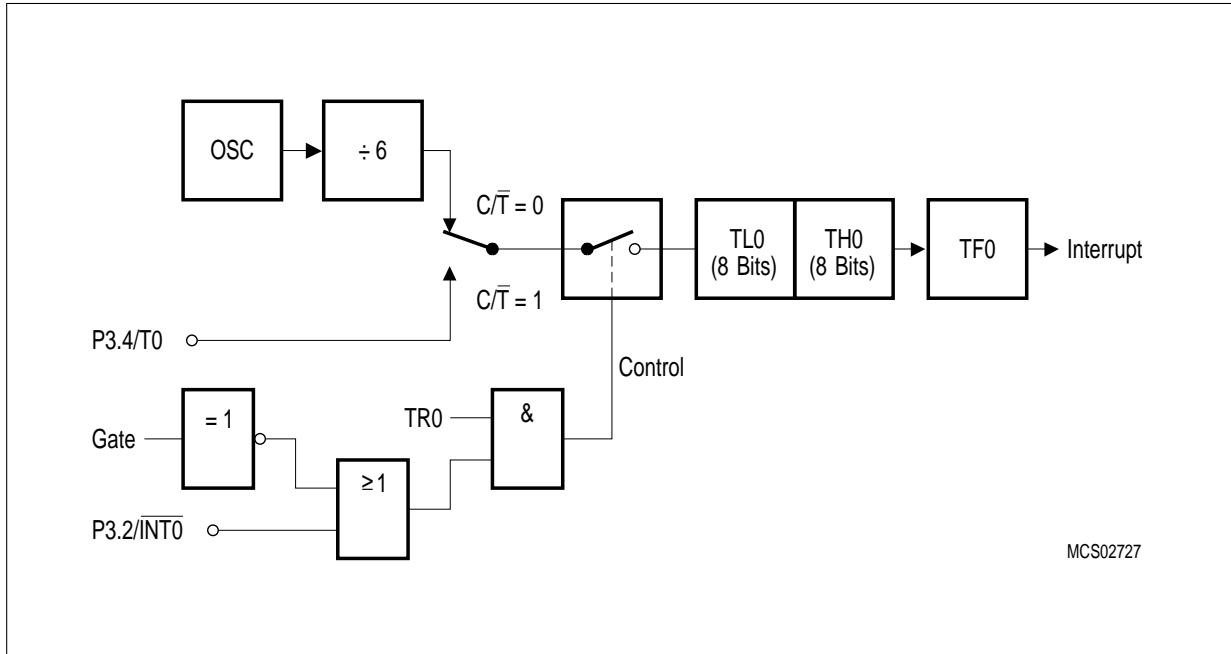 OSC
÷ 6
C/T̅ = 0
TL0
(8 Bits)
TH0
(8 Bits)
TF0
Interrupt
C/T̅ = 1
P3.4/T0
Control
TR0
&
= 1
Gate
≥ 1
P3.2/I̅N̅T̅0̅
MCS02727